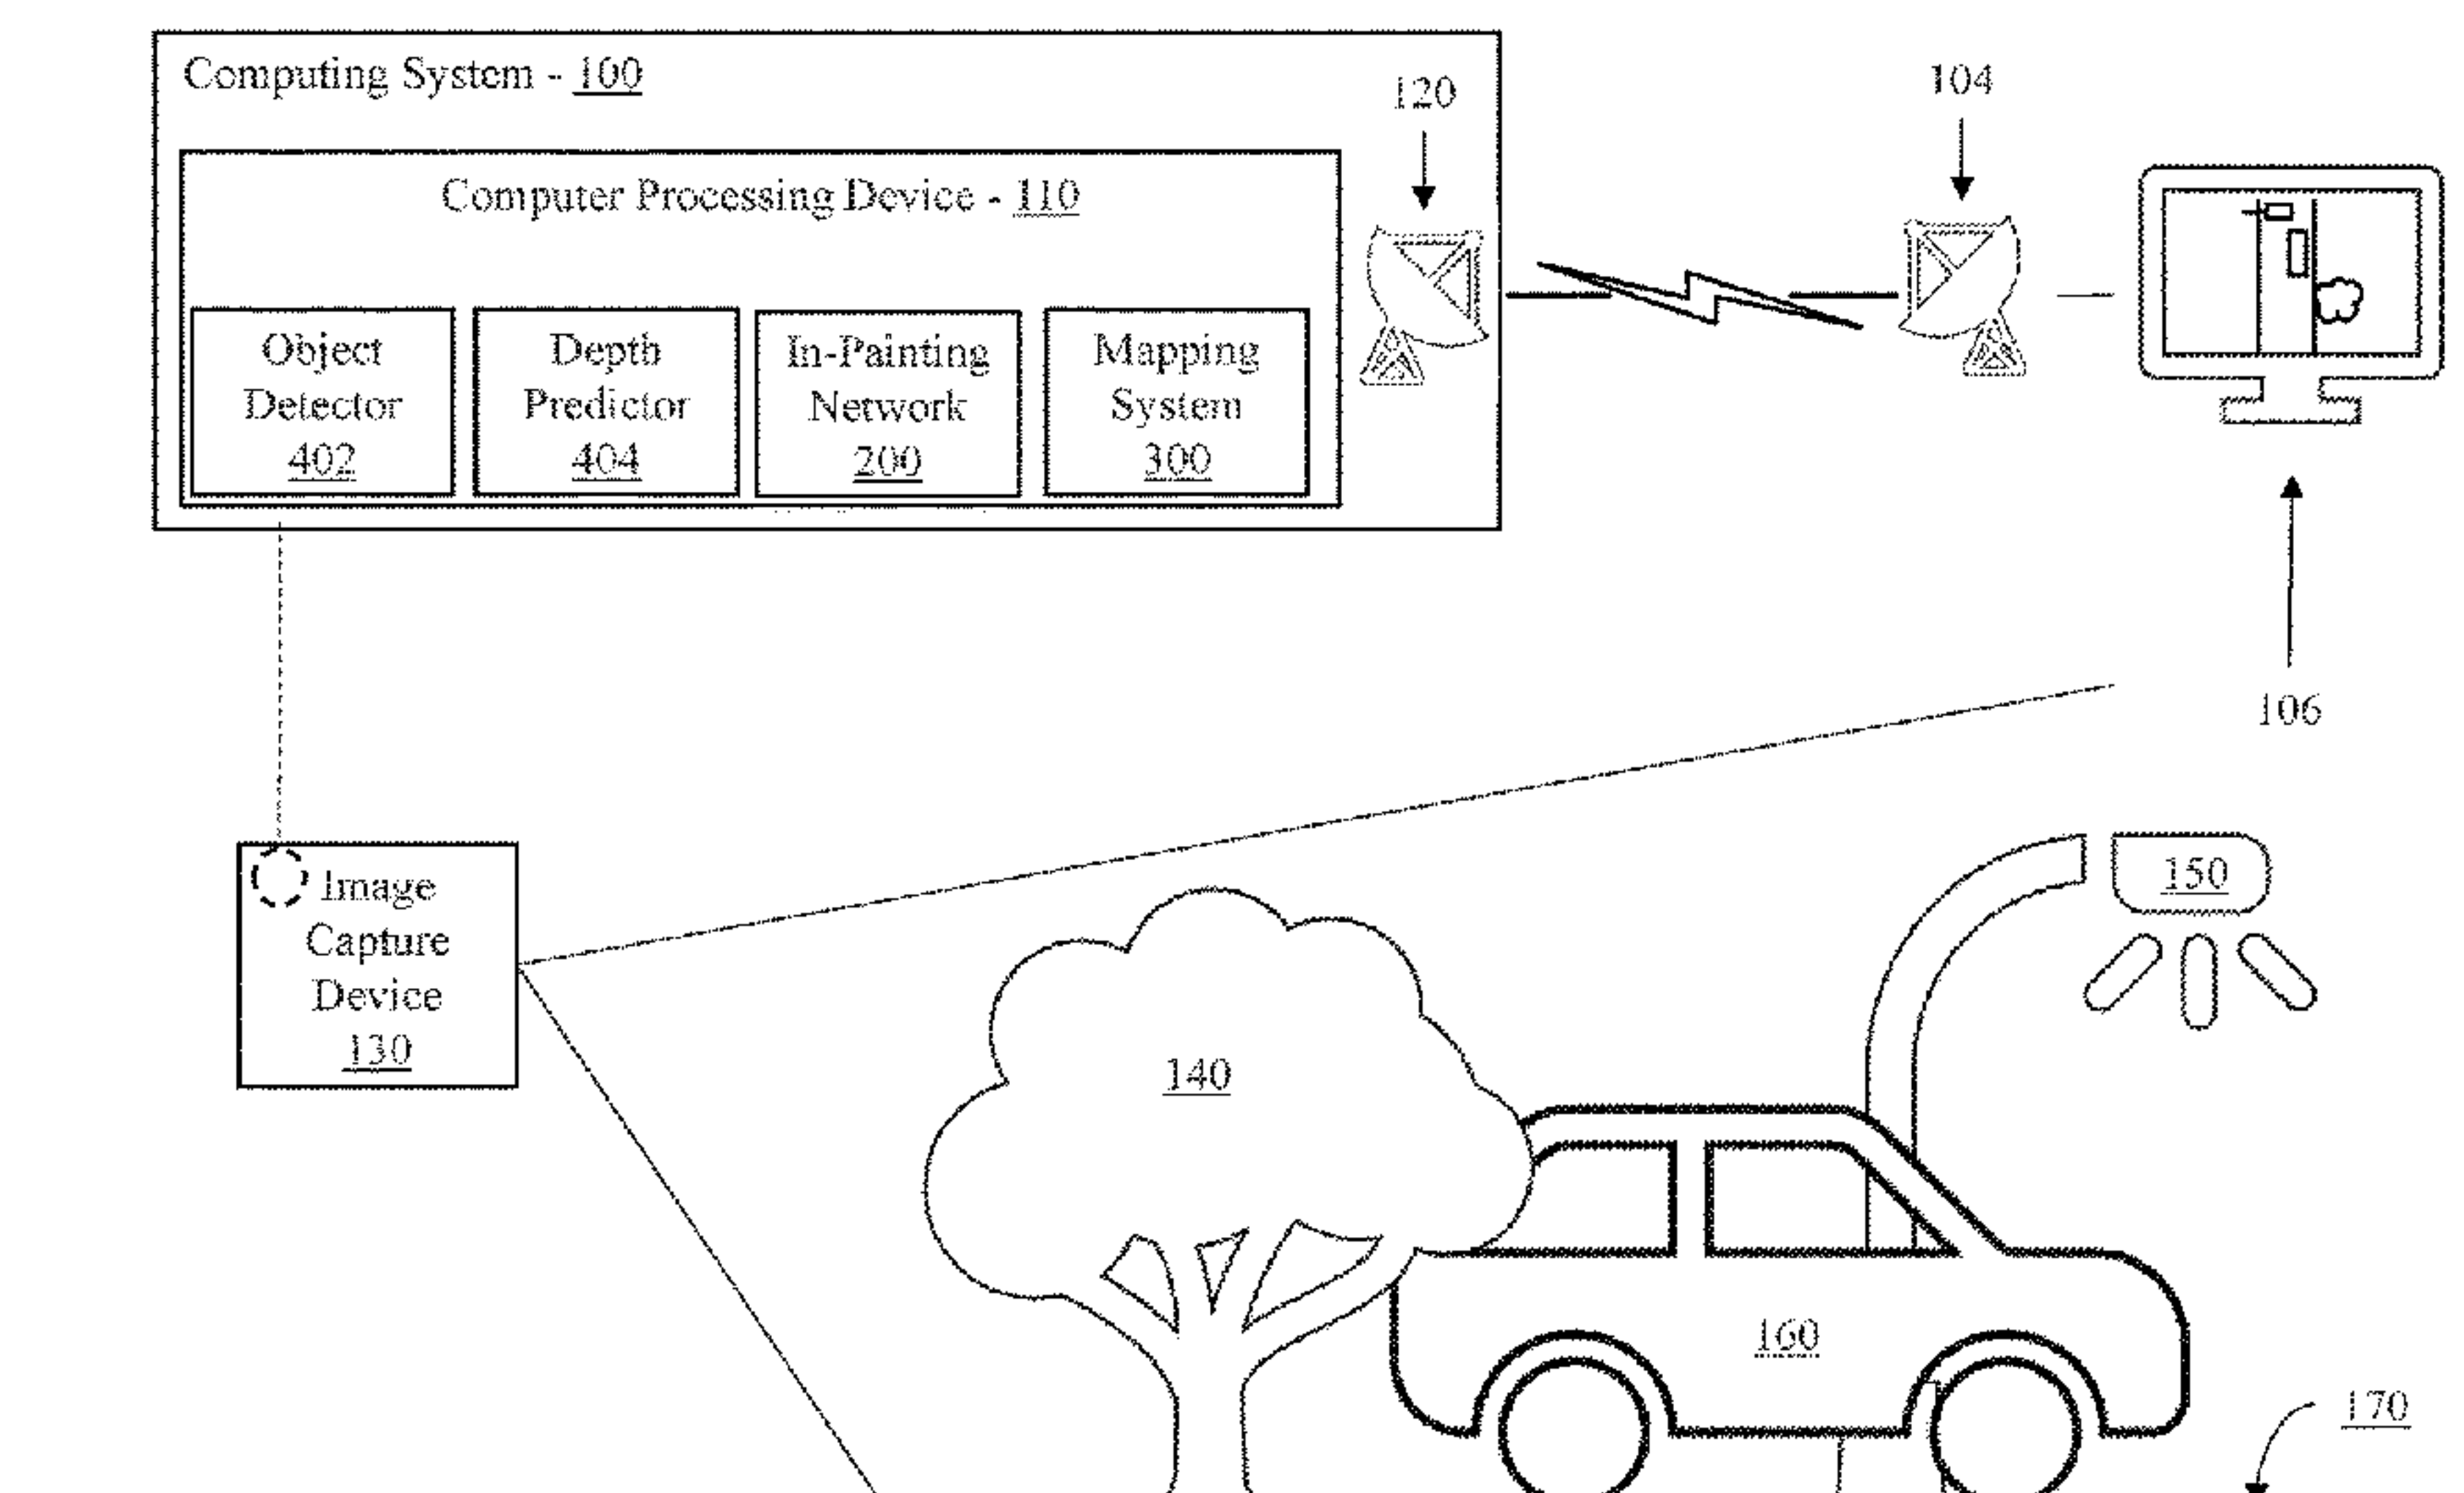 Computing System - 100
120
104
Computer Processing Device - 110
Object
Detector
402
Depth
Predictor
404
In-Painting
Network
200
Mapping
System
300
106
Image
Capture
Device
130
150
140
160
170